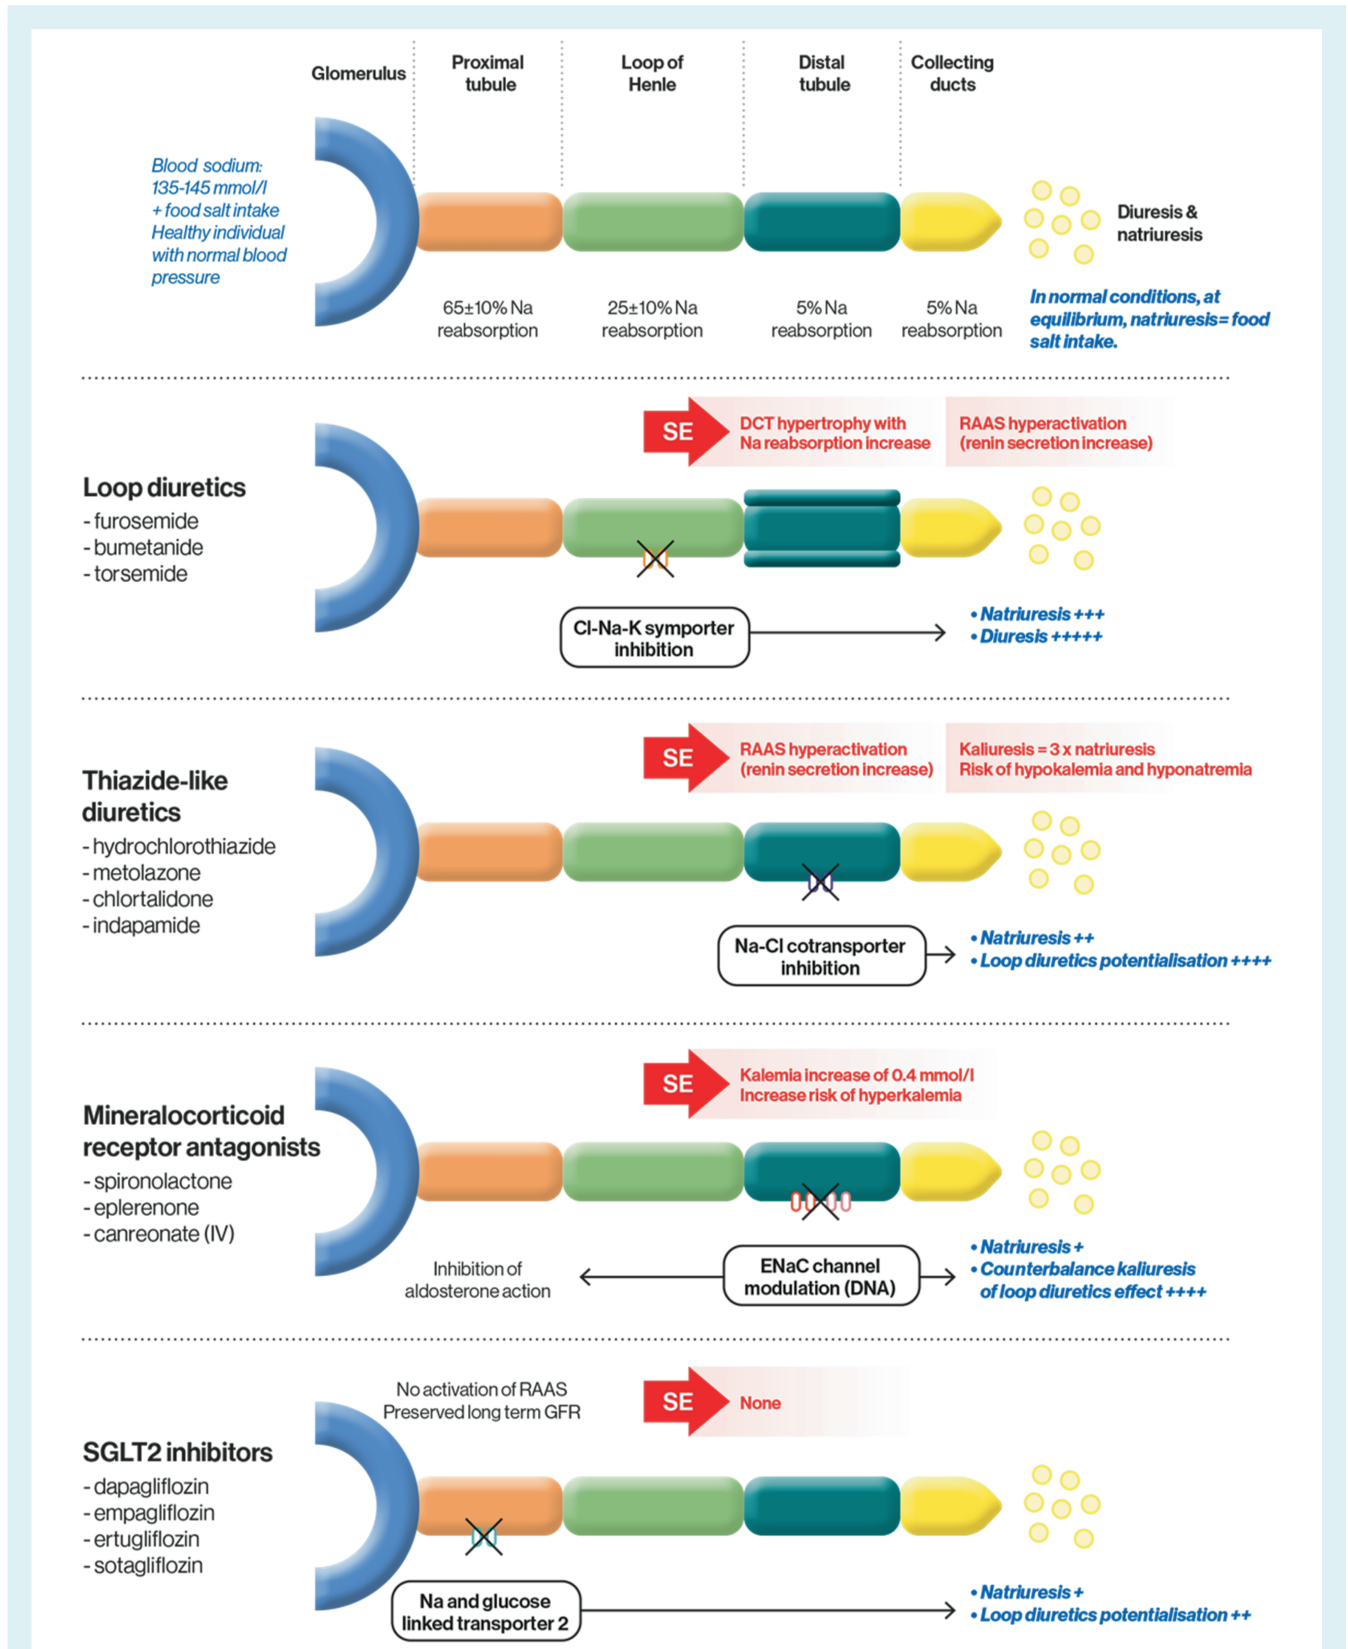 Glomerulus
Proximal
tubule
Loop of
Henle
Distal
tubule
Collecting
ducts
Blood sodium:
135-145 mmol/l
+ food salt intake
Healthy individual
with normal blood
pressure
Diuresis &
natriuresis
65±10% Na
reabsorption
25±10% Na
reabsorption
5% Na
reabsorption
5% Na
reabsorption
In normal conditions, at
equilibrium, natriuresis= food
salt intake.
SE
DCT hypertrophy with
Na reabsorption increase
RAAS hyperactivation
(renin secretion increase)
Loop diuretics
- furosemide
- bumetanide
- torsemide
Cl-Na-K symporter
inhibition
• Natriuresis +++
• Diuresis +++++
SE
RAAS hyperactivation
(renin secretion increase)
Kaliuresis = 3 x natriuresis
Risk of hypokalemia and hyponatremia
Thiazide-like
diuretics
- hydrochlorothiazide
- metolazone
- chlortalidone
- indapamide
Na-Cl cotransporter
inhibition
• Natriuresis ++
• Loop diuretics potentialisation ++++
SE
Kalemia increase of 0.4 mmol/l
Increase risk of hyperkalemia
Mineralocorticoid
receptor antagonists
- spironolactone
- eplerenone
- canreonate (IV)
Inhibition of
aldosterone action
ENaC channel
modulation (DNA)
• Natriuresis +
• Counterbalance kaliuresis
of loop diuretics effect ++++
No activation of RAAS
Preserved long term GFR
SE
None
SGLT2 inhibitors
- dapagliflozin
- empagliflozin
- ertugliflozin
- sotagliflozin
Na and glucose
linked transporter 2
• Natriuresis +
• Loop diuretics potentialisation ++